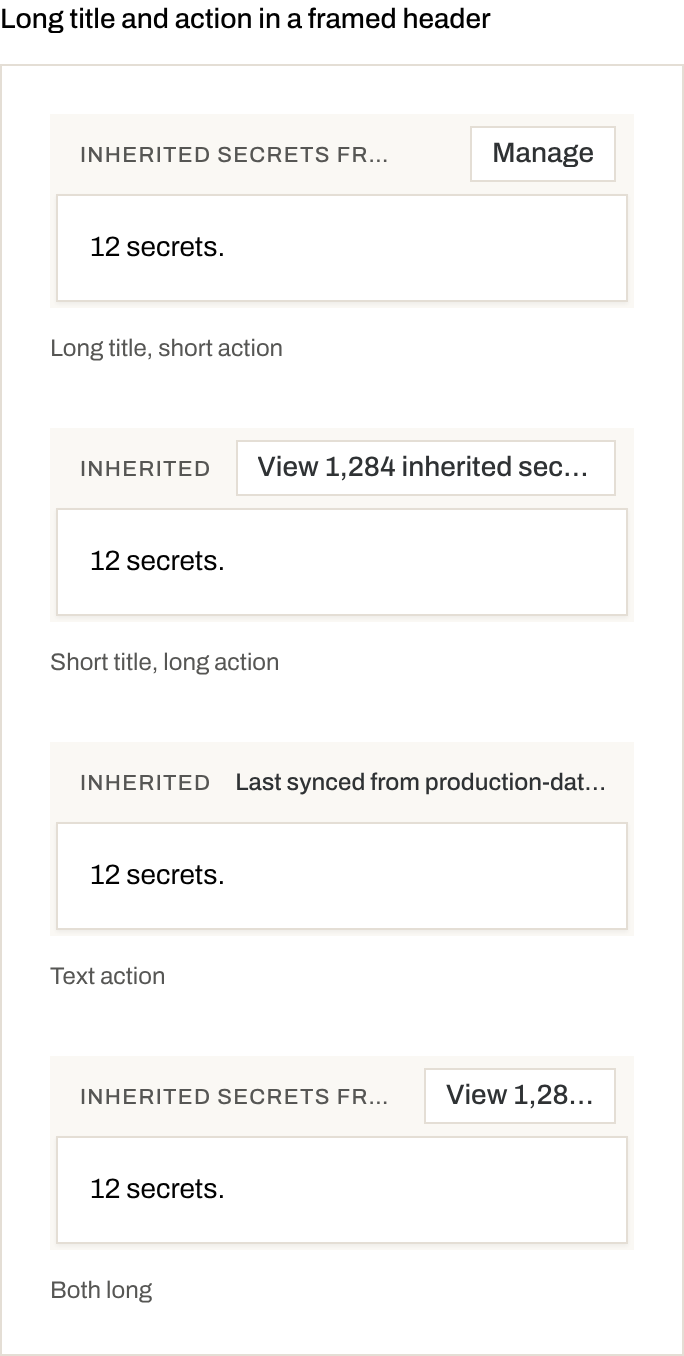 Long title and action in a framed header
INHERITED SECRETS FR...
Manage
12 secrets.
Long title, short action
INHERITED
View 1,284 inherited sec...
12 secrets.
Short title, long action
INHERITED
Last synced from production-dat...
12 secrets.
Text action
INHERITED SECRETS FR...
View 1,28...
12 secrets.
Both long